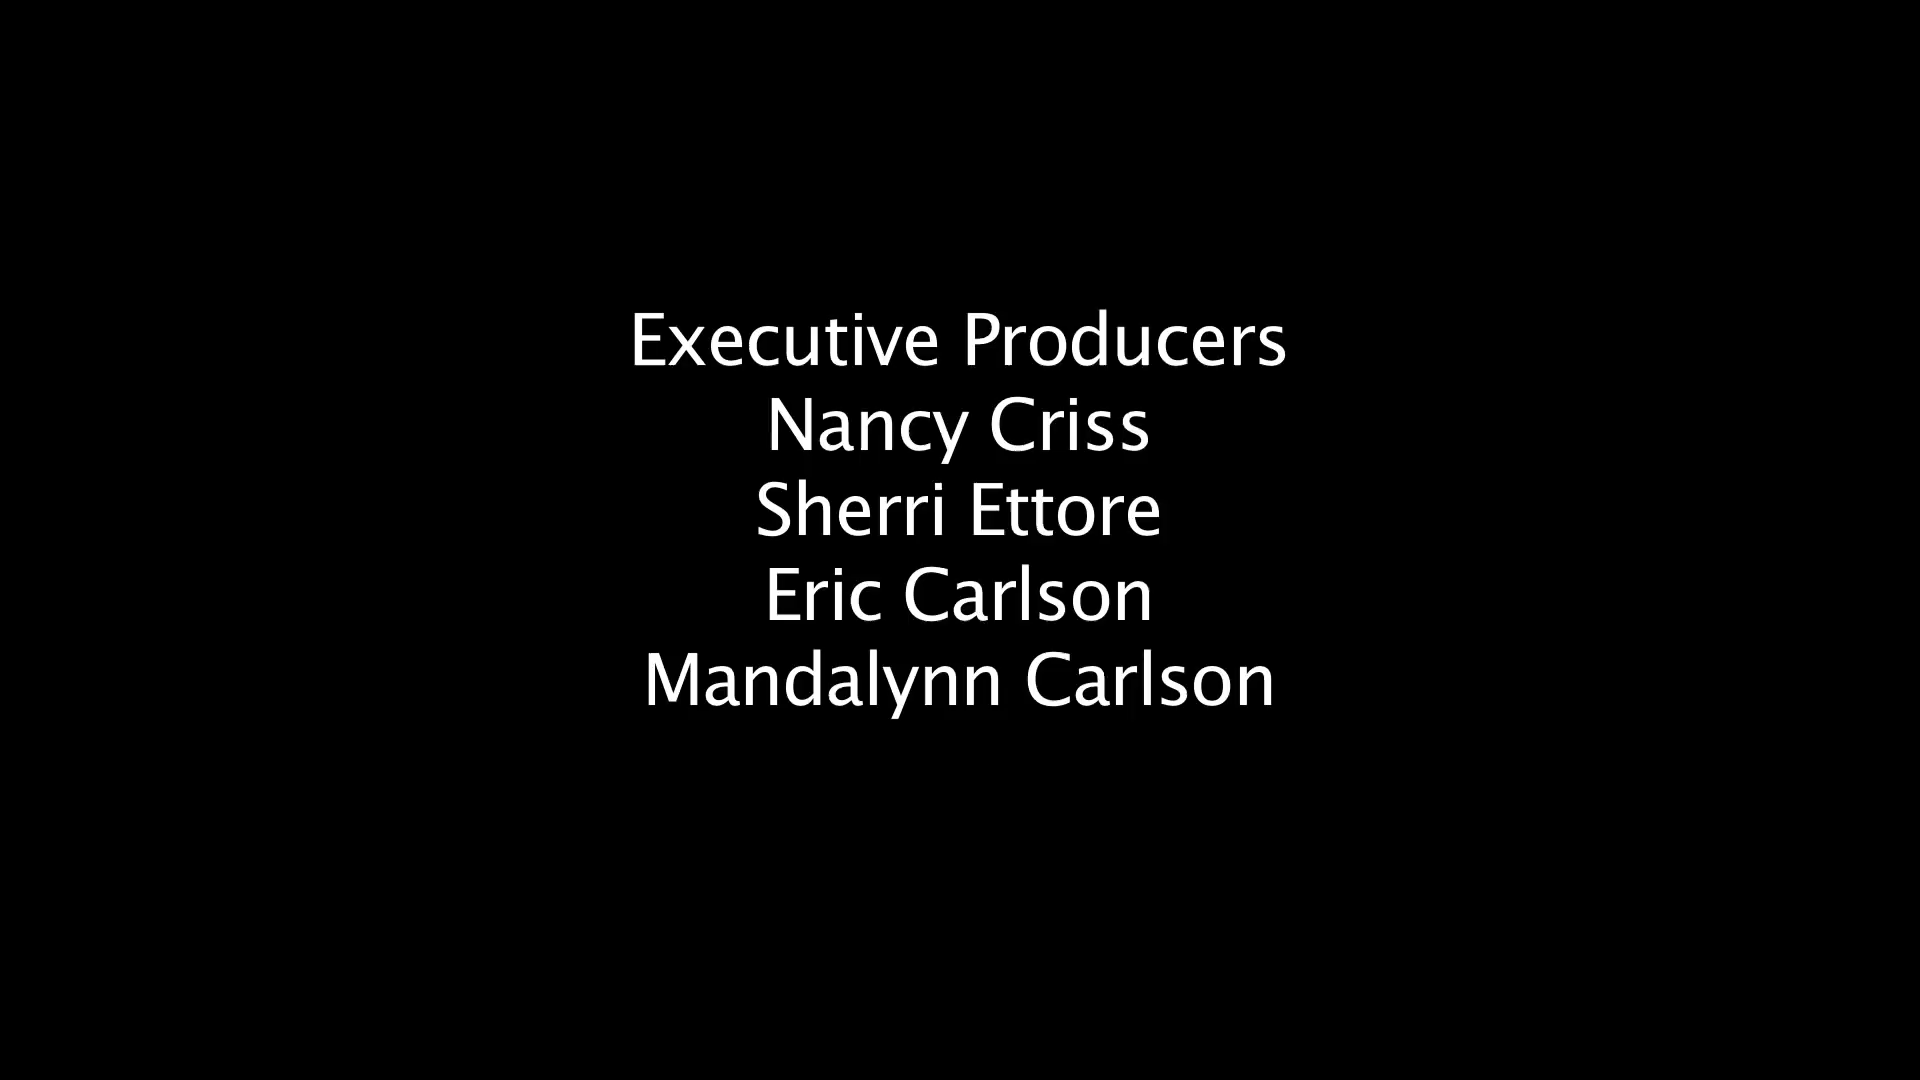 Executive Producers
Nancy Criss
Sherri Ettore
Eric Carlson
Mandalynn Carlson